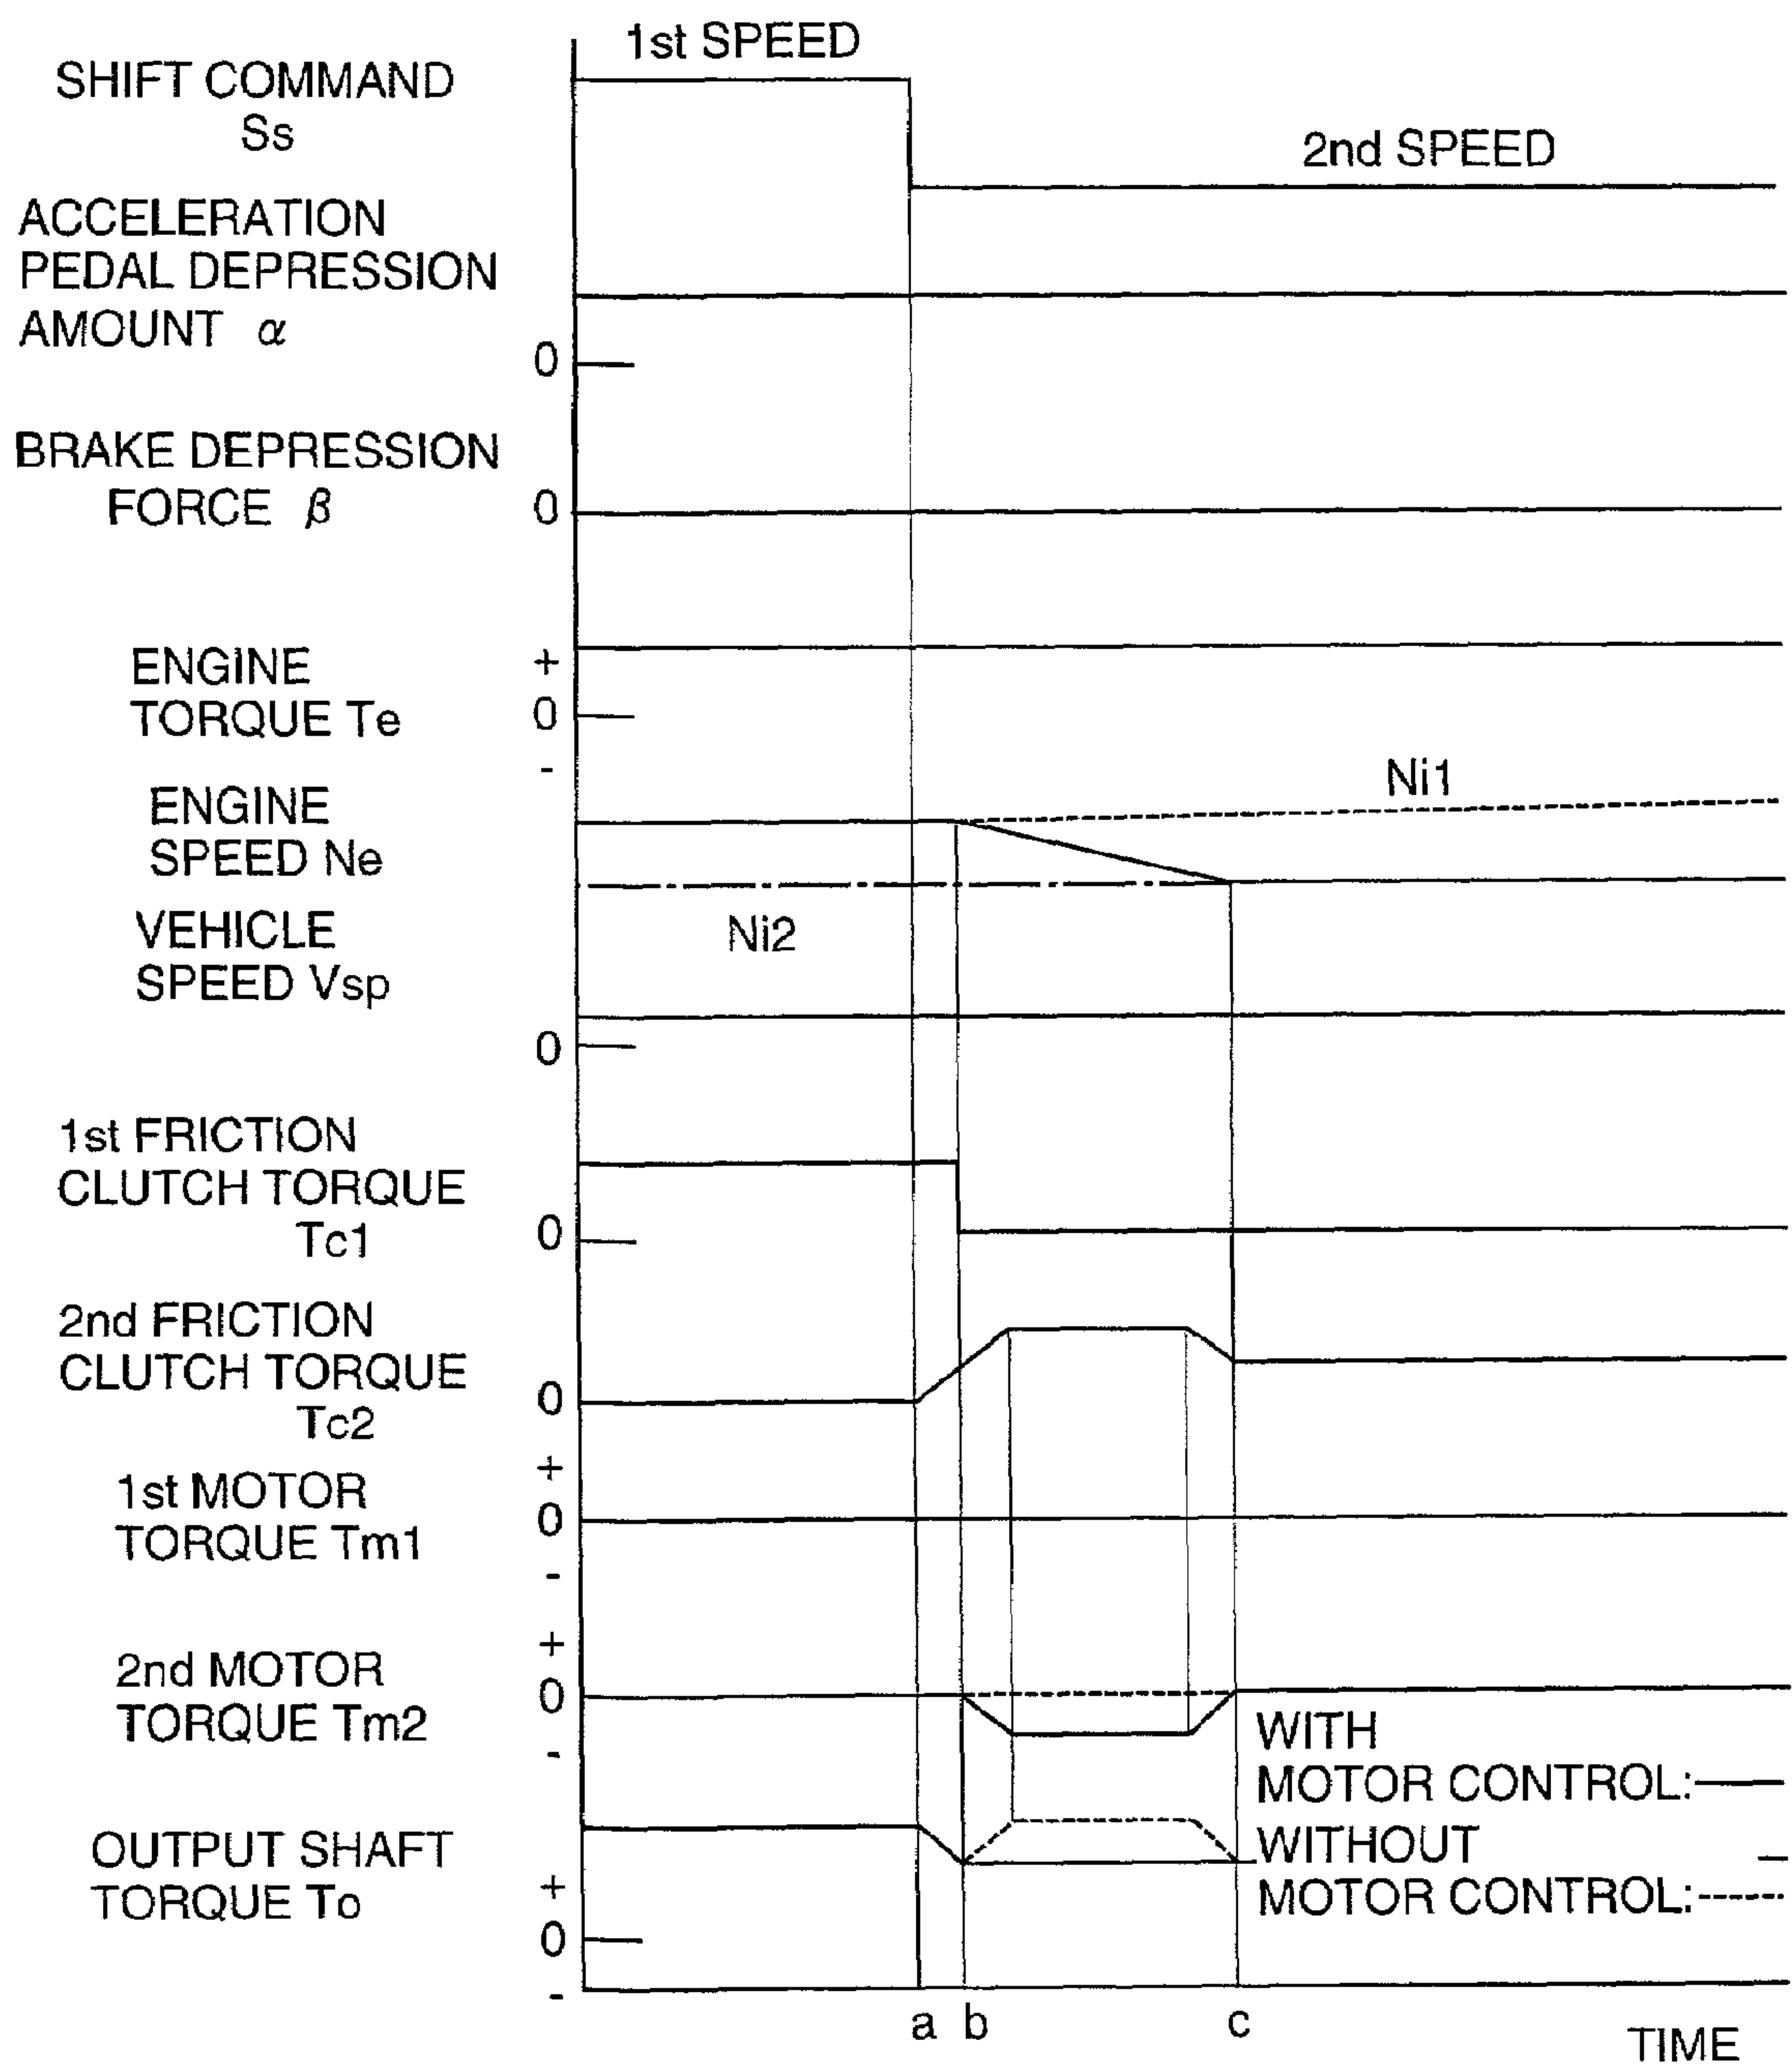 1st SPEED
SHIFT COMMAND
Ss
2nd SPEED
ACCELERATION
PEDAL DEPRESSION
AMOUNT α
0
BRAKE DEPRESSION
FORCE β
0
ENGINE
TORQUE Te
+
0
-
Ni1
ENGINE
SPEED Ne
Ni2
VEHICLE
SPEED Vsp
0
1st FRICTION
CLUTCH TORQUE
Tc1
0
2nd FRICTION
CLUTCH TORQUE
Tc2
0
1st MOTOR
TORQUE Tm1
+
0
-
2nd MOTOR
TORQUE Tm2
+
0
-
WITH
MOTOR CONTROL:
WITHOUT
MOTOR CONTROL:
OUTPUT SHAFT
TORQUE To
+
0
-
a b c
TIME